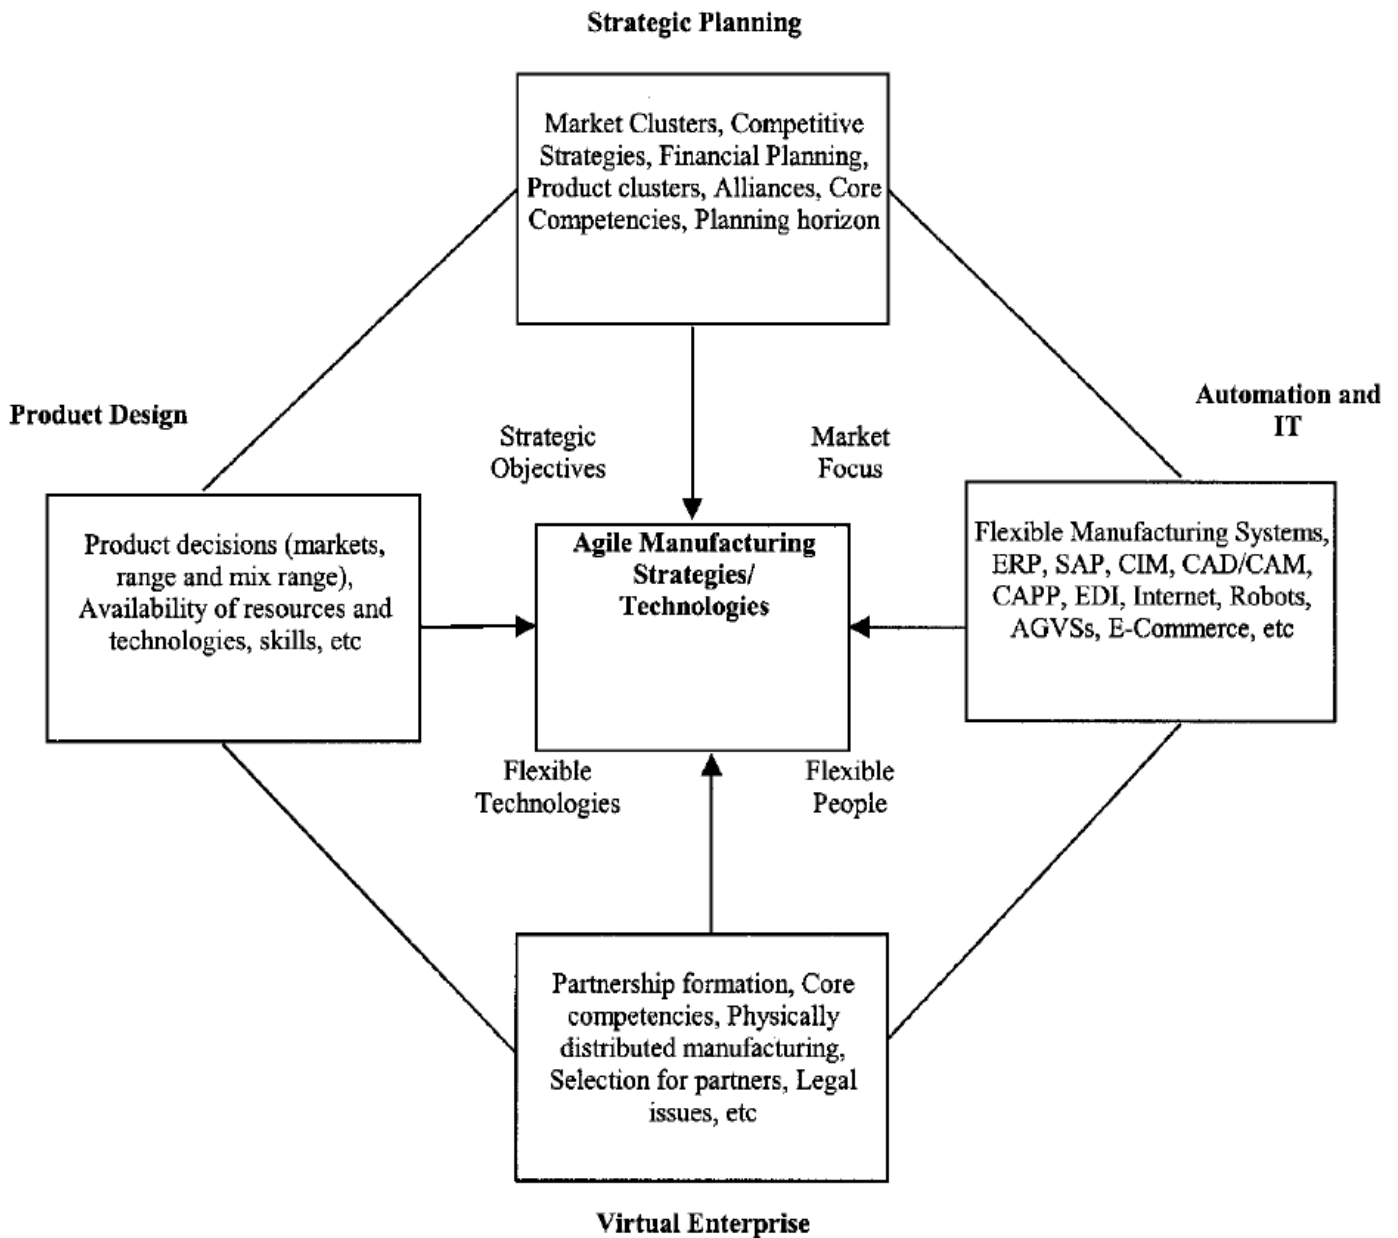 Strategic Planning
Market Clusters, Competitive
Strategies, Financial Planning,
Product clusters, Alliances, Core
Competencies, Planning horizon
Product Design
Automation and
IT
Strategic
Objectives
Market
Focus
Product decisions (markets,
range and mix range),
Availability of resources and
technologies, skills, etc
Agile Manufacturing
Strategies/
Technologies
Flexible Manufacturing Systems,
ERP, SAP, CIM, CAD/CAM,
CAPP, EDI, Internet, Robots,
AGVSs, E-Commerce, etc
Flexible
Technologies
Flexible
People
Partnership formation, Core
competencies, Physically
distributed manufacturing,
Selection for partners, Legal
issues, etc
Virtual Enterprise